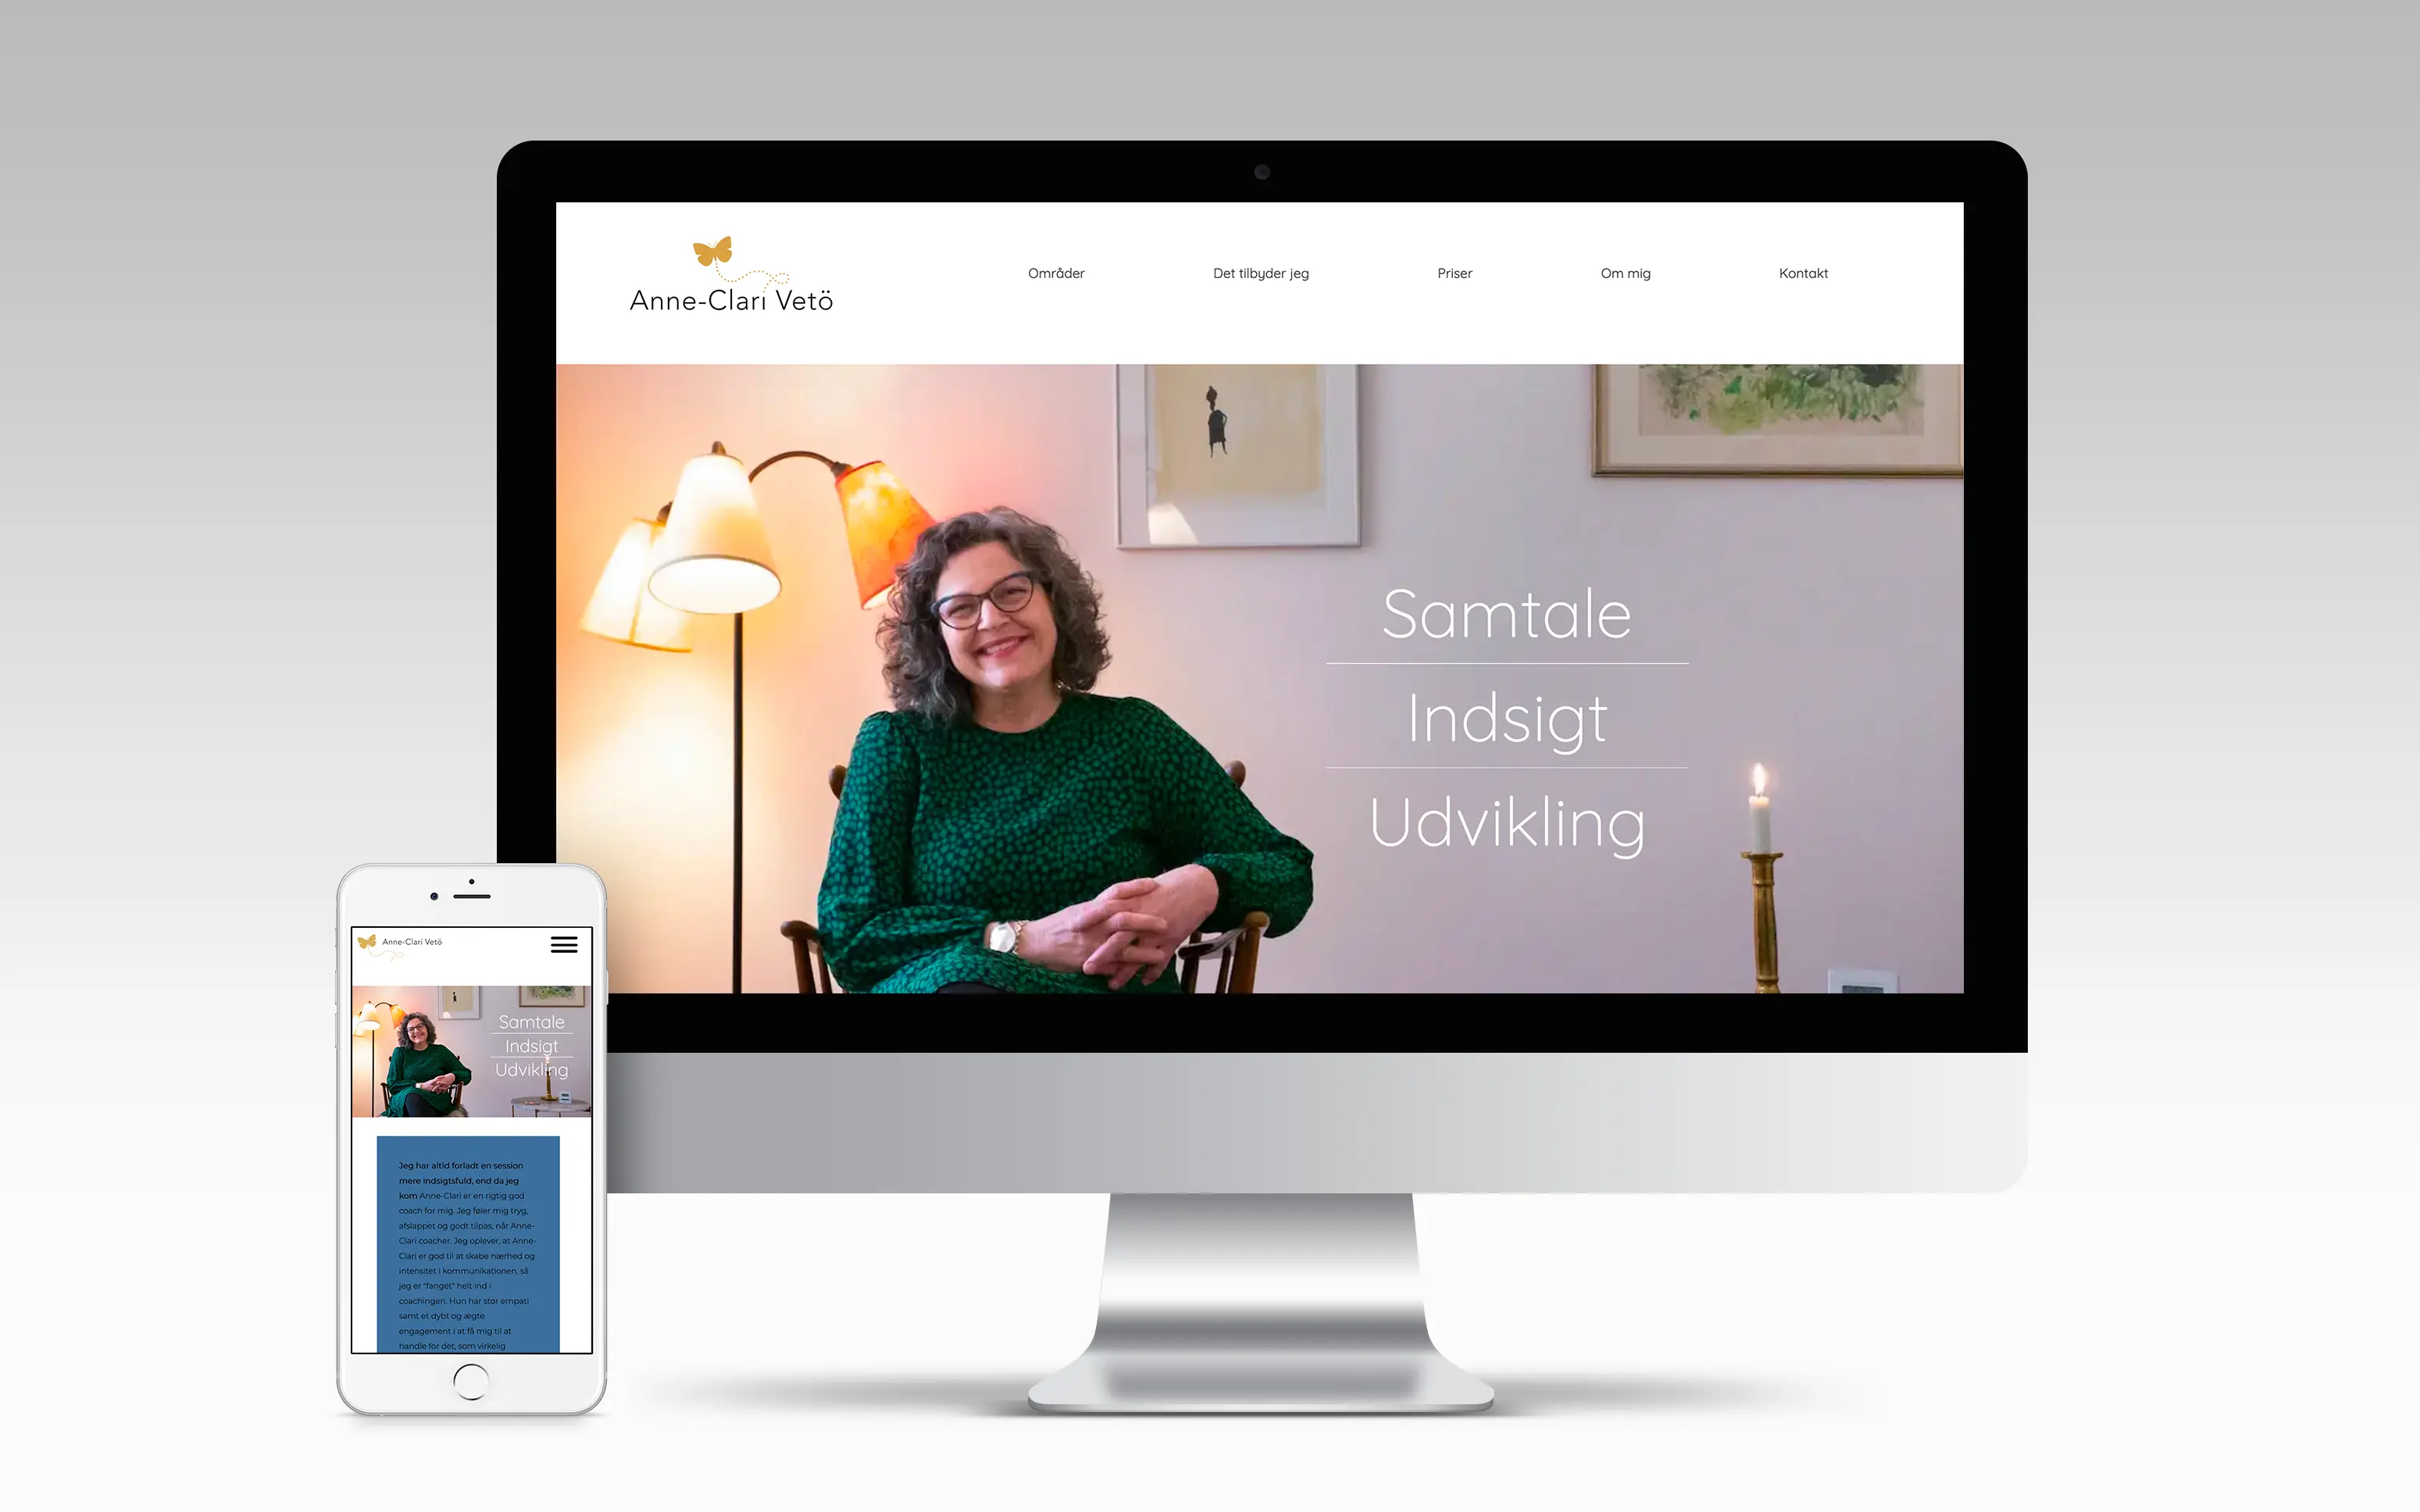 Anne-Clari Vetö
Områder
Det tilbyder jeg
Priser
Om mig
Kontakt
Samtale
Indsigt
Udvikling
Anne-Clari Vetö
Samtale
Indsigt
Udvikling
Jeg har altid forladt en session
mere indsigtsfuld, end da jeg
kom Anne-Clari er en rigtig god
coach for mig. Jeg føler mig tryg,
afslappet og godt tilpas, når Anne-
Clari coacher. Jeg oplever, at Anne-
Clari er god til at skabe nærhed og
intensitet i kommunikationen, så
jeg er "fanget" helt ind i
coachingen. Hun har stor empati
samt et dybt og ægte
engagement i at få mig til at
handle for det, som virkelig